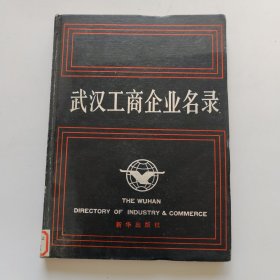 武汉工商企业名录
THE WUHAN
DIRECTORY OF INDUSTRY & COMMERCE
新华出版社